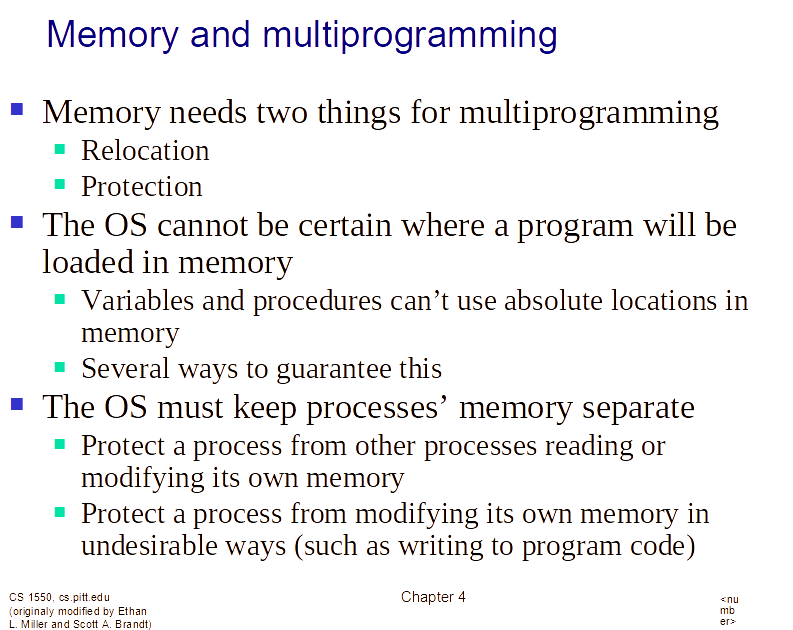 Memory and multiprogramming
Memory needs two things for multiprogramming
Relocation
Protection
The OS cannot be certain where a program will be
loaded in memory
Variables and procedures can’t use absolute locations in
memory
Several ways to guarantee this
The OS must keep processes’ memory separate
Protect a process from other processes reading or
modifying its own memory
Protect a process from modifying its own memory in
undesirable ways (such as writing to program code)
CS 1550, cs.pitt.edu
(originaly modified by Ethan
L. Miller and Scott A. Brandt)
Chapter 4
<nu
mb
er>